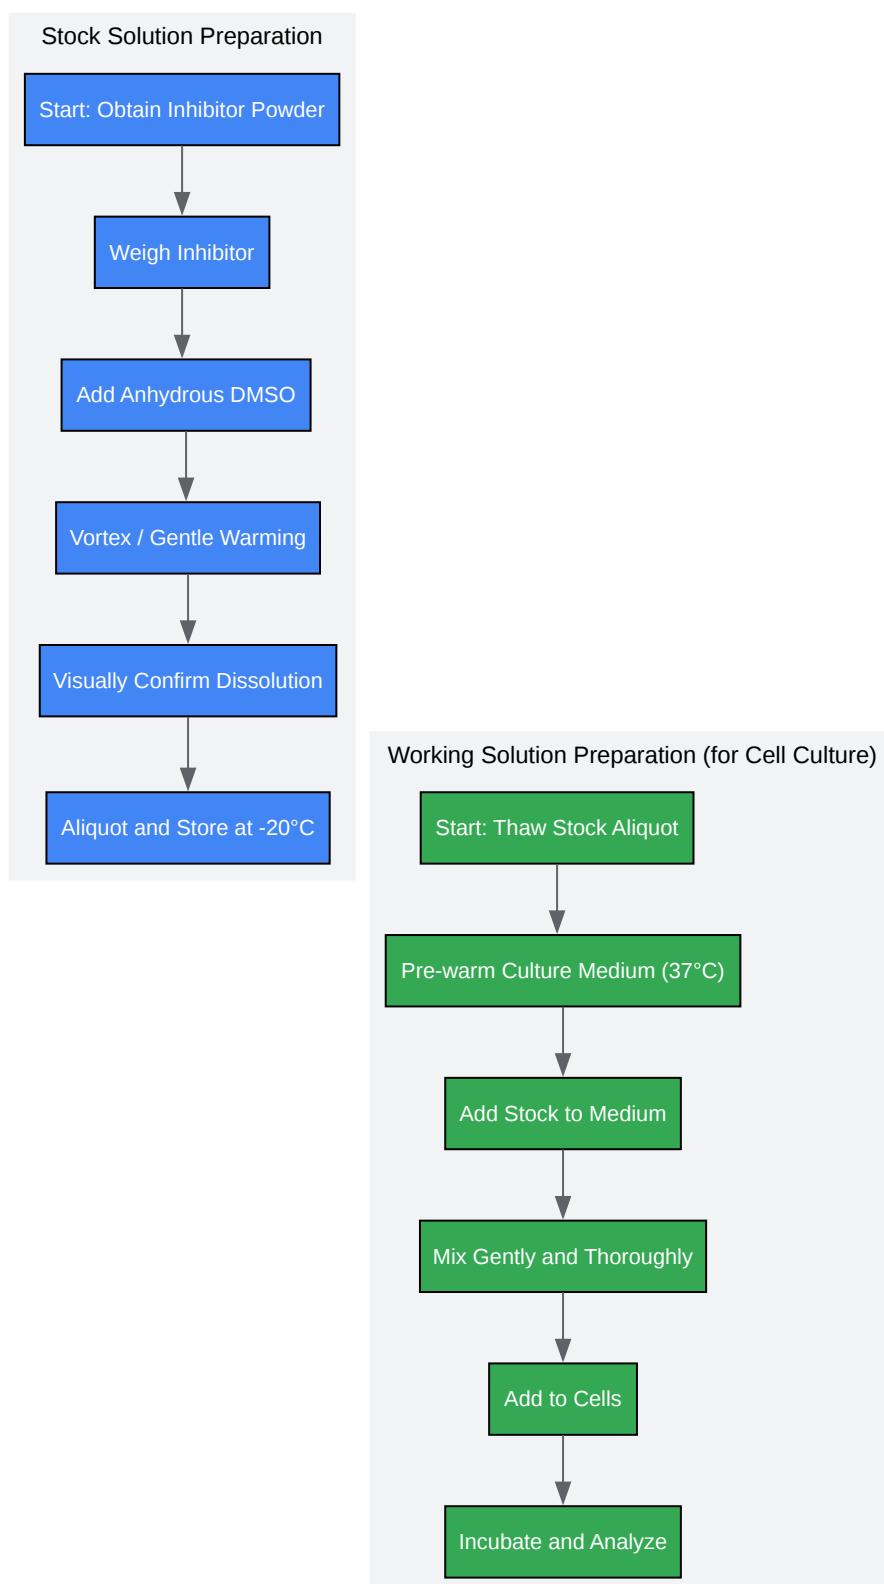 Stock Solution Preparation
Start: Obtain Inhibitor Powder
Weigh Inhibitor
Add Anhydrous DMSO
Vortex / Gentle Warming
Visually Confirm Dissolution
Aliquot and Store at -20°C
Working Solution Preparation (for Cell Culture)
Start: Thaw Stock Aliquot
Pre-warm Culture Medium (37°C)
Add Stock to Medium
Mix Gently and Thoroughly
Add to Cells
Incubate and Analyze